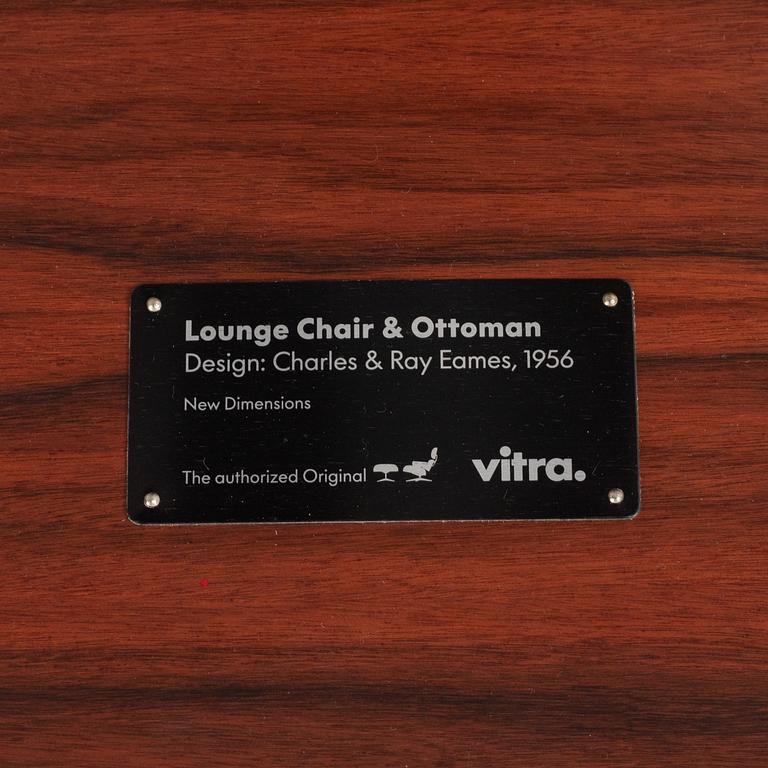 Lounge Chair & Ottoman
Design: Charles & Ray Eames, 1956
New Dimensions
The authorized Original
vitra.